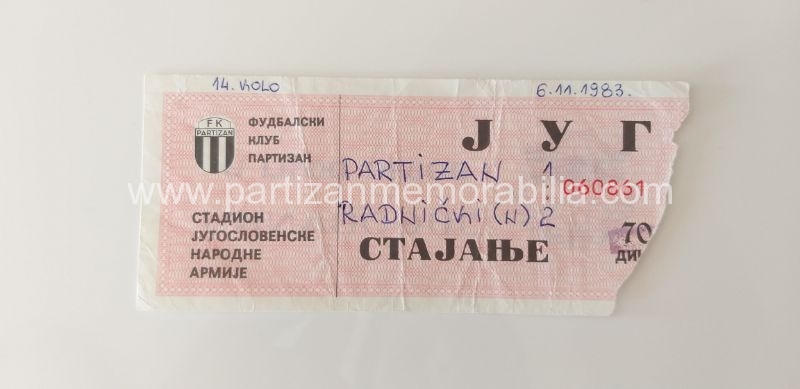 14. KOLO
6.11.1983.
FK
PARTIZAN
ФУДБАЛСКИ
КЛУБ
ПАРТИЗАН
СТАДИОН
ЈУГОСЛОВЕНСКЕ
НАРОДНЕ
АРМИЈЕ
ЈУГ
PARTIZAN 1
060861
RADNIČKI (N) 2
СТАЈАЊЕ
70
ДИ
www.partizanmemorabilia.com